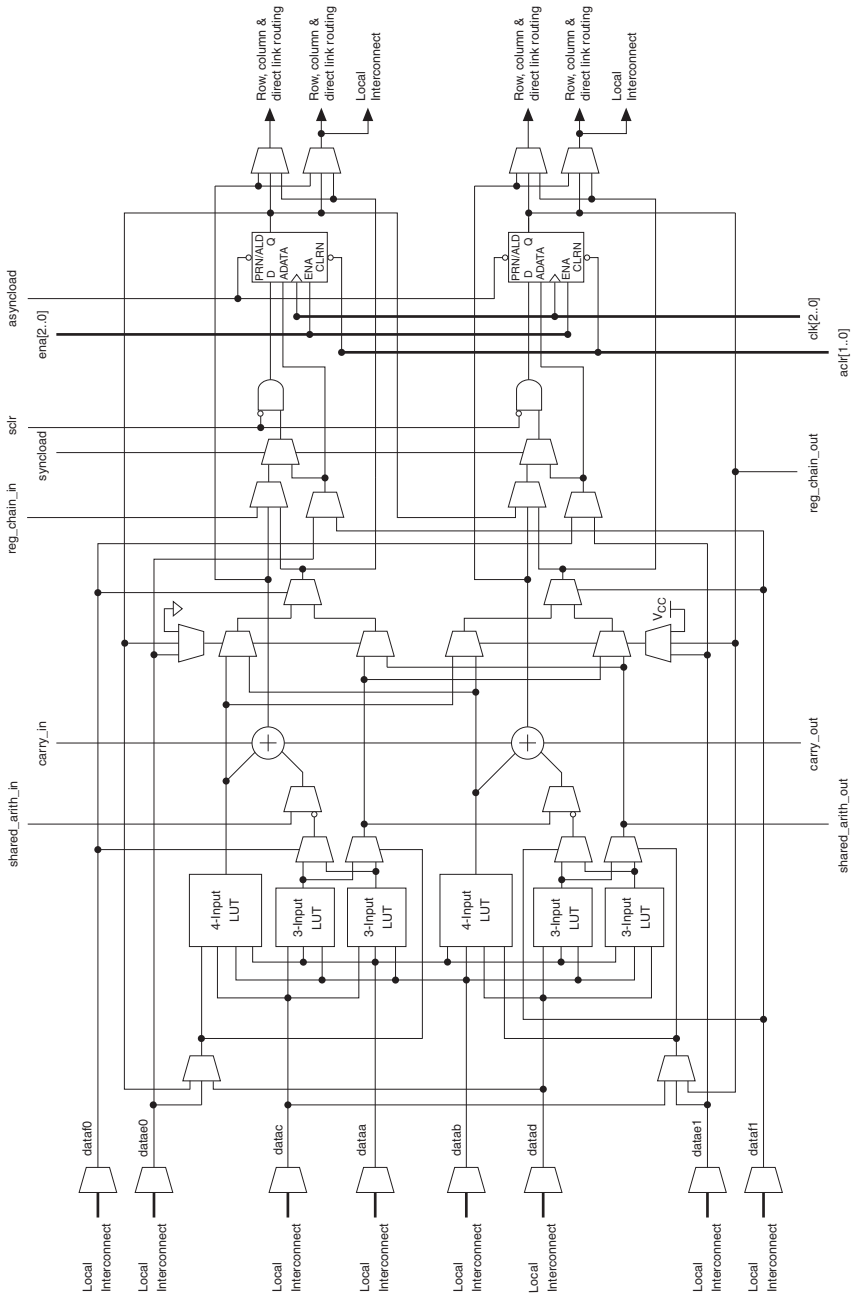 Row, column &
direct link routing
Row, column &
direct link routing
Local
Interconnect
Row, column &
direct link routing
Row, column &
direct link routing
Local
Interconnect
PRN/ALD
D Q
ADATA
ENA
CLRN
PRN/ALD
D Q
ADATA
ENA
CLRN
asyncload
ena[2..0]
sclr
syncload
reg_chain_in
carry_in
shared_arith_in
clk[2..0]
aclr[1..0]
reg_chain_out
VCC
carry_out
shared_arith_out
+
+
4-Input
LUT
3-Input
LUT
3-Input
LUT
4-Input
LUT
3-Input
LUT
3-Input
LUT
dataf0
datae0
datac
dataa
datab
datad
datae1
dataf1
Local
Interconnect
Local
Interconnect
Local
Interconnect
Local
Interconnect
Local
Interconnect
Local
Interconnect
Local
Interconnect
Local
Interconnect